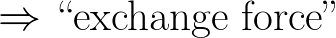 ⇒ “exchange force”